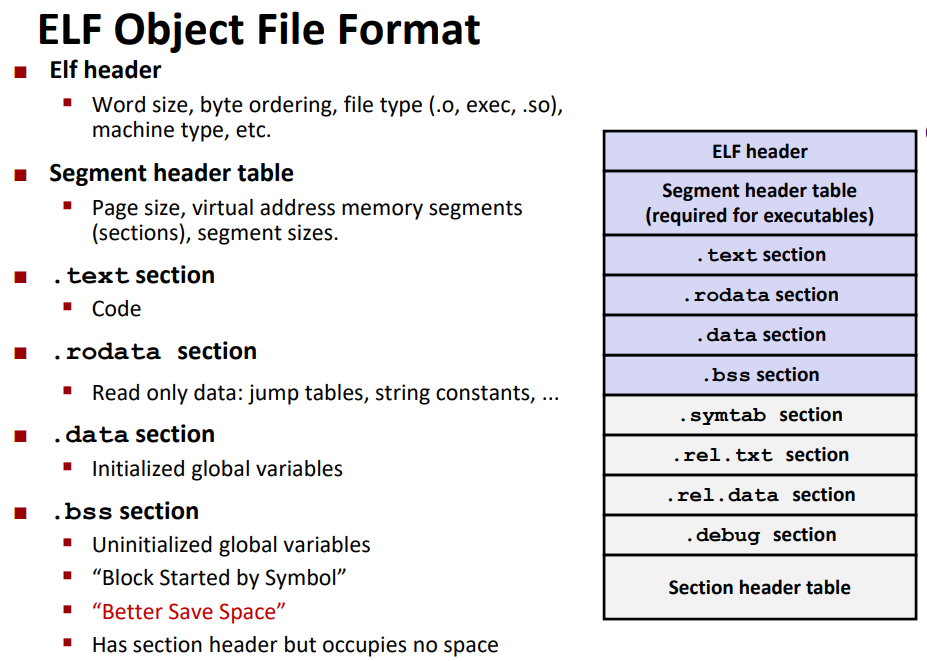 ELF Object File Format
Elf header
Word size, byte ordering, file type (.o, exec, .so),
machine type, etc.
Segment header table
Page size, virtual address memory segments
(sections), segment sizes.
.text section
Code
.rodata section
Read only data: jump tables, string constants, ...
.data section
Initialized global variables
.bss section
Uninitialized global variables
“Block Started by Symbol”
“Better Save Space”
Has section header but occupies no space
ELF header
Segment header table
(required for executables)
.text section
.rodata section
.data section
.bss section
.symtab section
.rel.txt section
.rel.data section
.debug section
Section header table